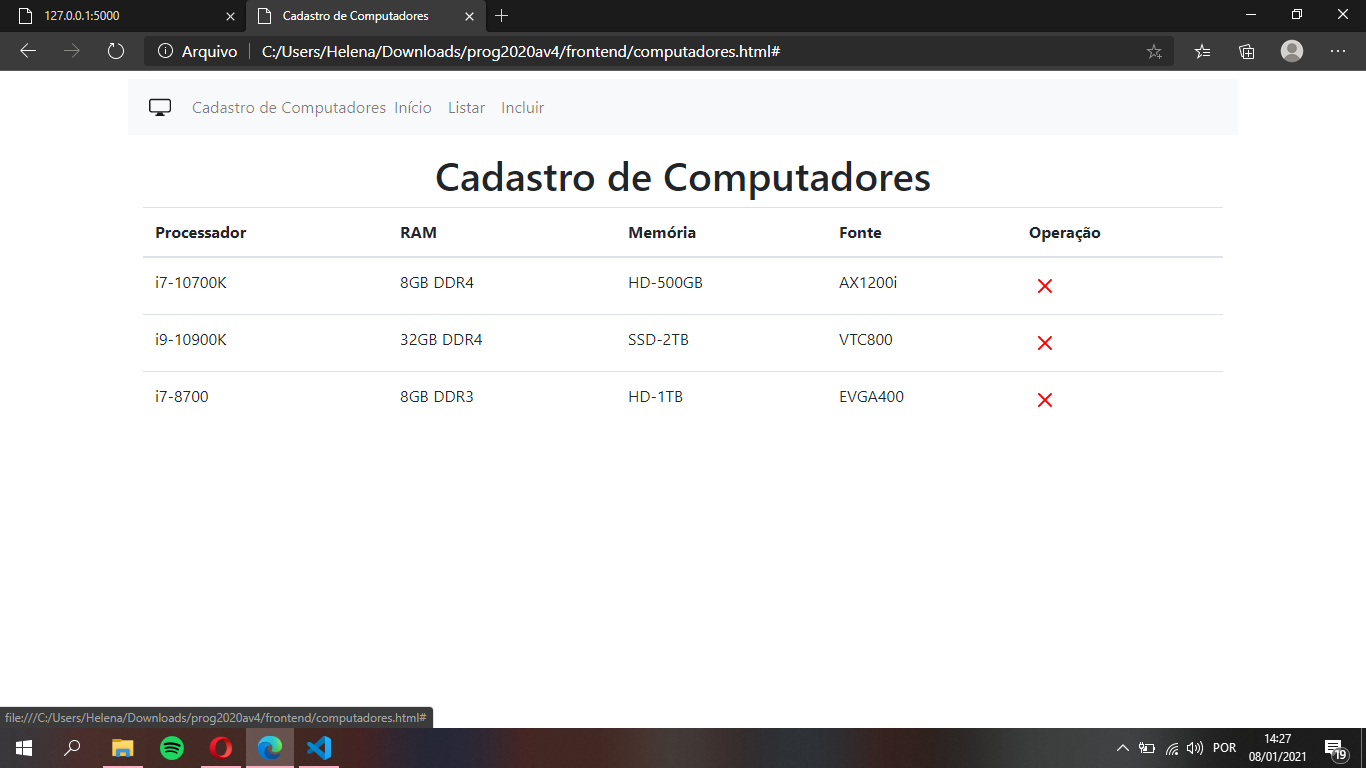 127.0.0.1:5000
Cadastro de Computadores
Arquivo C:/Users/Helena/Downloads/prog2020av4/frontend/computadores.html#
Cadastro de Computadores Início Listar Incluir
Cadastro de Computadores
Processador RAM Memória Fonte Operação
i7-10700K 8GB DDR4 HD-500GB AX1200i
i9-10900K 32GB DDR4 SSD-2TB VTC800
i7-8700 8GB DDR3 HD-1TB EVGA400
file:///C:/Users/Helena/Downloads/prog2020av4/frontend/computadores.html#
POR
14:27
08/01/2021
19